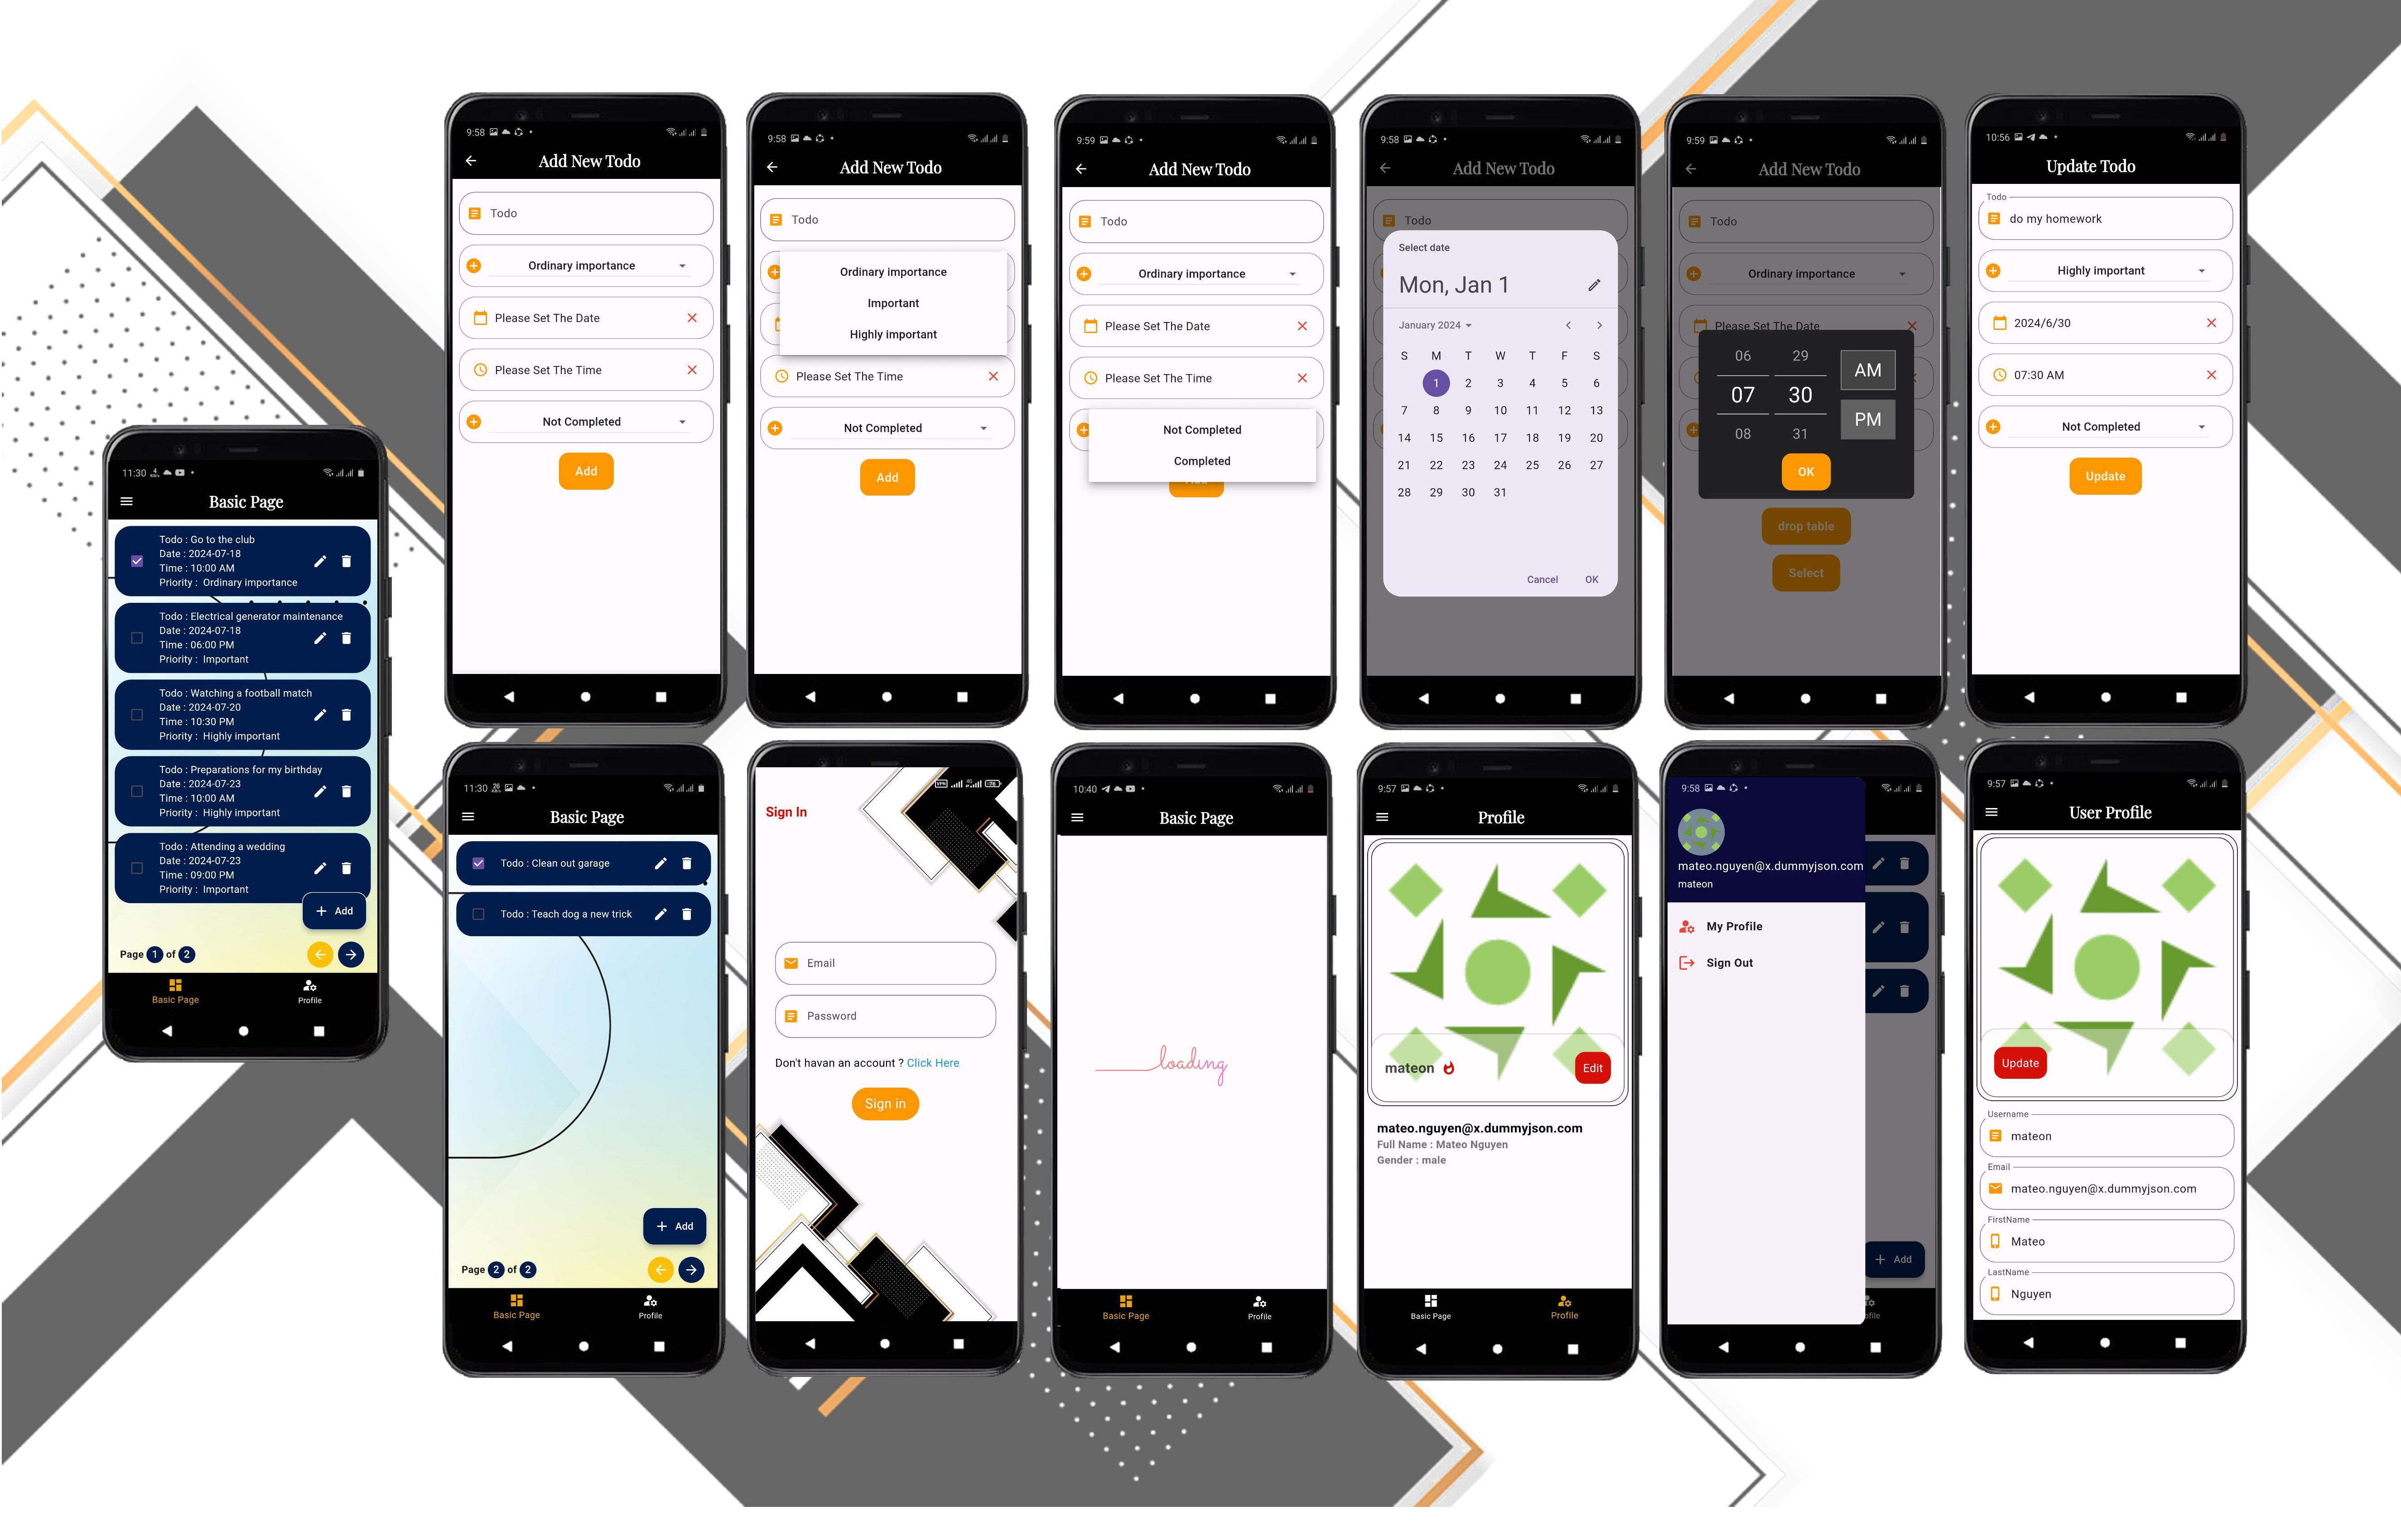 11:30
Basic Page
Todo : Go to the club
Date : 2024-07-18
Time : 10:00 AM
Priority :  Ordinary importance
Todo : Electrical generator maintenance
Date : 2024-07-18
Time : 06:00 PM
Priority :  Important
Todo : Watching a football match
Date : 2024-07-20
Time : 10:30 PM
Priority :  Highly important
Todo : Preparations for my birthday
Date : 2024-07-23
Time : 10:00 AM
Priority :  Highly important
Todo : Attending a wedding
Date : 2024-07-23
Time : 09:00 PM
Priority :  Important
+ Add
Page 1 of 2
Basic Page Profile
9:58
Add New Todo
Todo
Ordinary importance
Please Set The Date
Please Set The Time
Not Completed
Add
9:58
Add New Todo
Todo
Ordinary importance
Important
Highly important
Please Set The Time
Not Completed
Add
9:59
Add New Todo
Todo
Ordinary importance
Please Set The Date
Please Set The Time
Not Completed
Completed
9:58
Add New Todo
Todo
Select date
Mon, Jan 1
January 2024
S M T W T F S
1 2 3 4 5 6
7 8 9 10 11 12 13
14 15 16 17 18 19 20
21 22 23 24 25 26 27
28 29 30 31
Cancel OK
9:59
Add New Todo
Todo
Ordinary importance
Please Set The Date
06 29
07 30 AM
08 31 PM
OK
drop table
Select
10:56
Update Todo
Todo
do my homework
Highly important
2024/6/30
07:30 AM
Not Completed
Update
11:30
Basic Page
Todo : Clean out garage
Todo : Teach dog a new trick
+ Add
Page 2 of 2
Basic Page Profile
Sign In
Email
Password
Don't havan an account ? Click Here
Sign in
10:40
Basic Page
loading
Basic Page Profile
9:57
Profile
mateon
Edit
mateo.nguyen@x.dummyjson.com
Full Name : Mateo Nguyen
Gender : male
Basic Page Profile
9:58
mateo.nguyen@x.dummyjson.com
mateon
My Profile
Sign Out
+ Add
ofile
9:57
User Profile
Update
Username
mateon
Email
mateo.nguyen@x.dummyjson.com
FirstName
Mateo
LastName
Nguyen